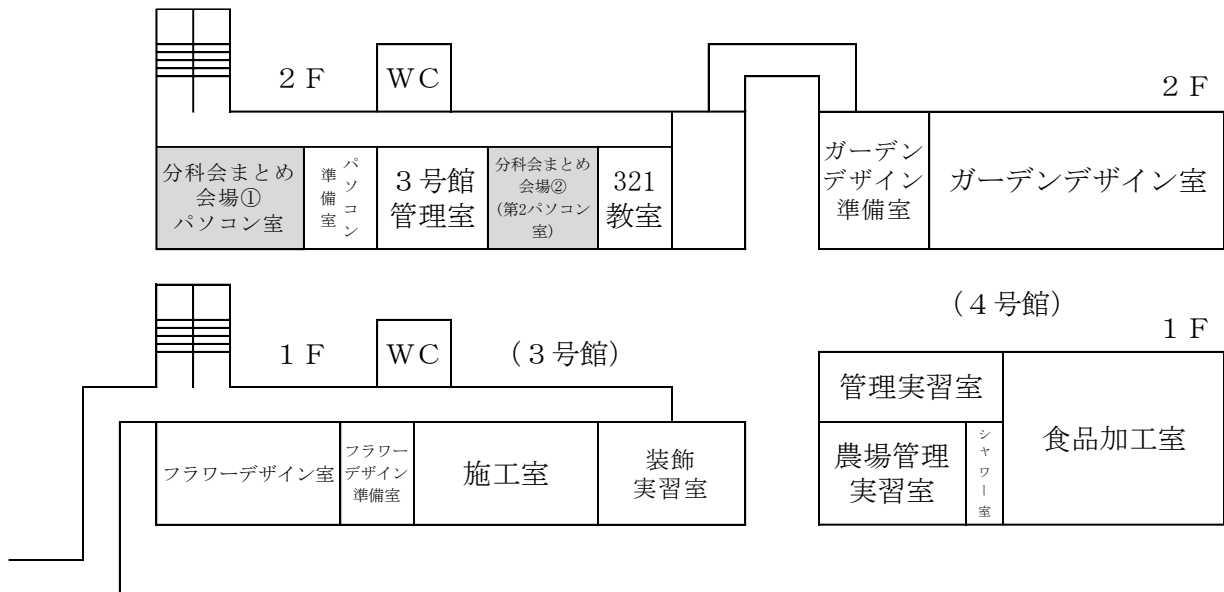 ２Ｆ
ＷＣ
２Ｆ
分科会まとめ
会場①
パソコン室
パソコン
準備室
３号館
管理室
分科会まとめ
会場②
(第2パソコン
室)
321
教室
ガーデン
デザイン
準備室
ガーデンデザイン室
（４号館）
１Ｆ
１Ｆ
ＷＣ
（３号館）
フラワーデザイン室
フラワー
デザイン
準備室
施工室
装飾
実習室
管理実習室
農場管理
実習室
シャワー室
食品加工室